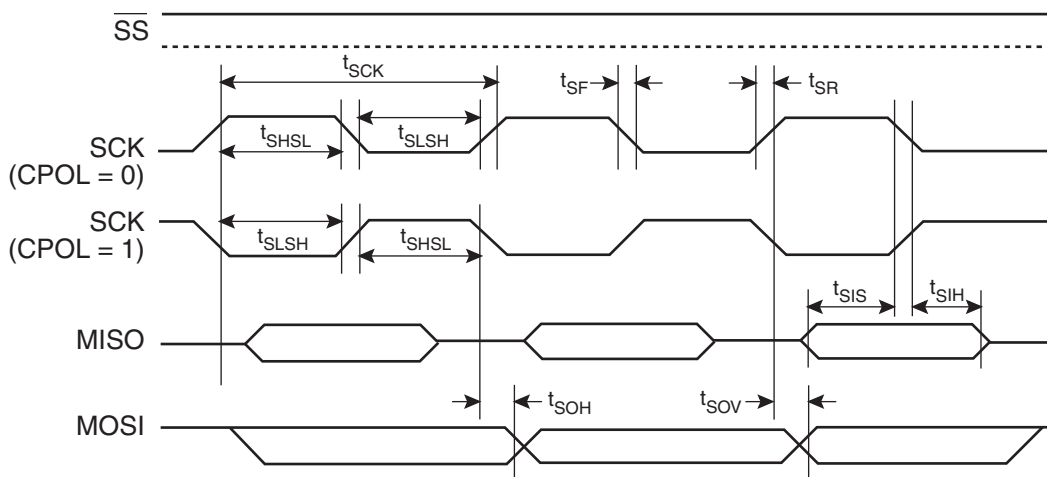 SS
tSCK
tSF
tSR
SCK
(CPOL = 0)
tSHSL
tSLSH
SCK
(CPOL = 1)
tSLSH
tSHSL
tSIS
tSIH
MISO
tSOH
tSOV
MOSI